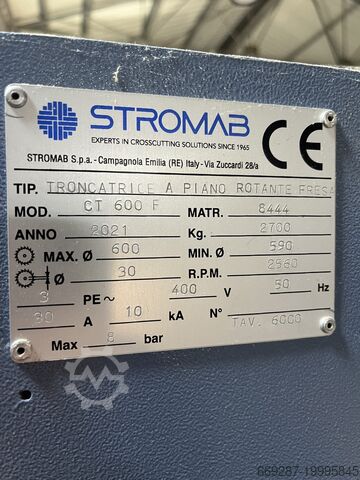 STROMAB
EXPERTS IN CROSSCUTTING SOLUTIONS SINCE 1965
CE
STROMAB S.p.a. - Campagnola Emilia (RE) Italy - Via Zuccardi 28/a
TIP. TRONCATRICE A PIANO ROTANTE FRESA
MOD. CT 600 F MATR. 8444
ANNO 2021 Kg. 2700
MAX. Ø 600 MIN. Ø 590
Ø 30 R.P.M. 2960
3 PE ~ 400 V 50 Hz
30 A 10 kA N° TAV. 6000
Max 8 bar
669287-19995845